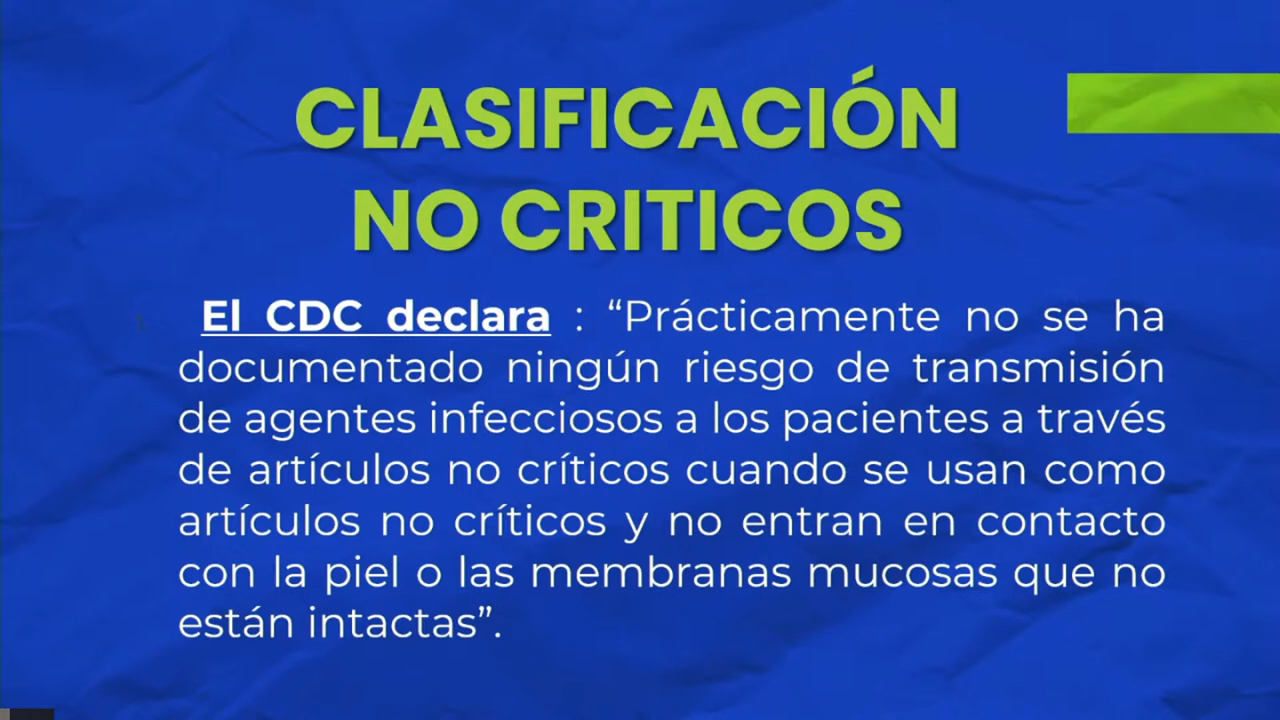 CLASIFICACIÓN
NO CRITICOS
El CDC declara : “Prácticamente no se ha
documentado ningún riesgo de transmisión
de agentes infecciosos a los pacientes a través
de artículos no críticos cuando se usan como
artículos no críticos y no entran en contacto
con la piel o las membranas mucosas que no
están intactas”.